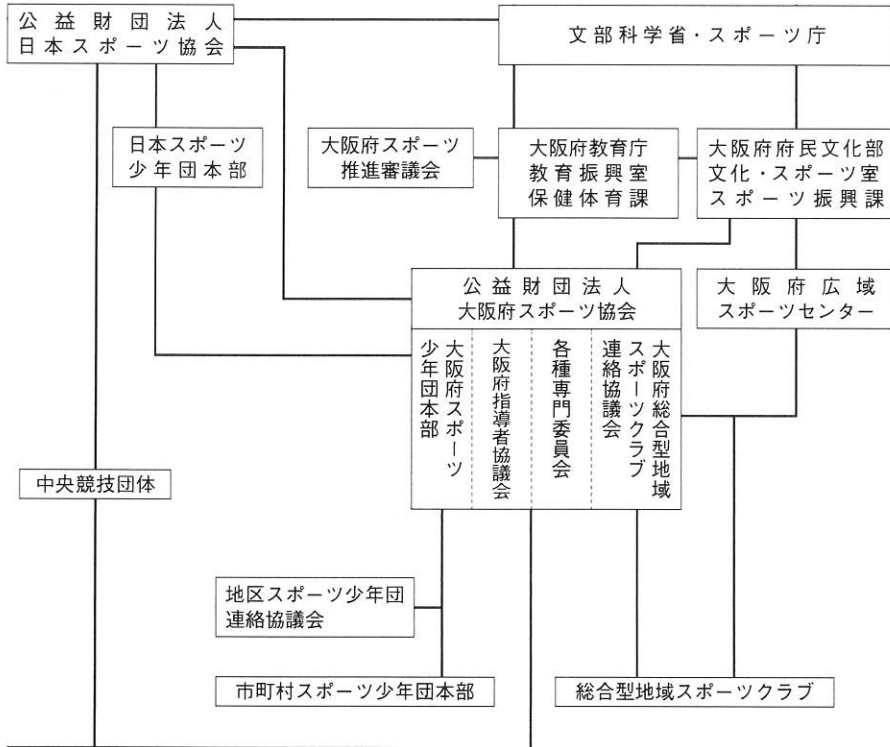 公益財団法人
日本スポーツ協会
文部科学省・スポーツ庁
日本スポーツ
少年団本部
大阪府スポーツ
推進審議会
大阪府教育庁
教育振興室
保健体育課
大阪府府民文化部
文化・スポーツ室
スポーツ振興課
公益財団法人
大阪府スポーツ協会
大阪府広域
スポーツセンター
大阪府スポーツ
少年団本部
大阪府指導者協議会
各種専門委員会
大阪府総合型地域
スポーツクラブ
連絡協議会
中央競技団体
地区スポーツ少年団
連絡協議会
市町村スポーツ少年団本部
総合型地域スポーツクラブ